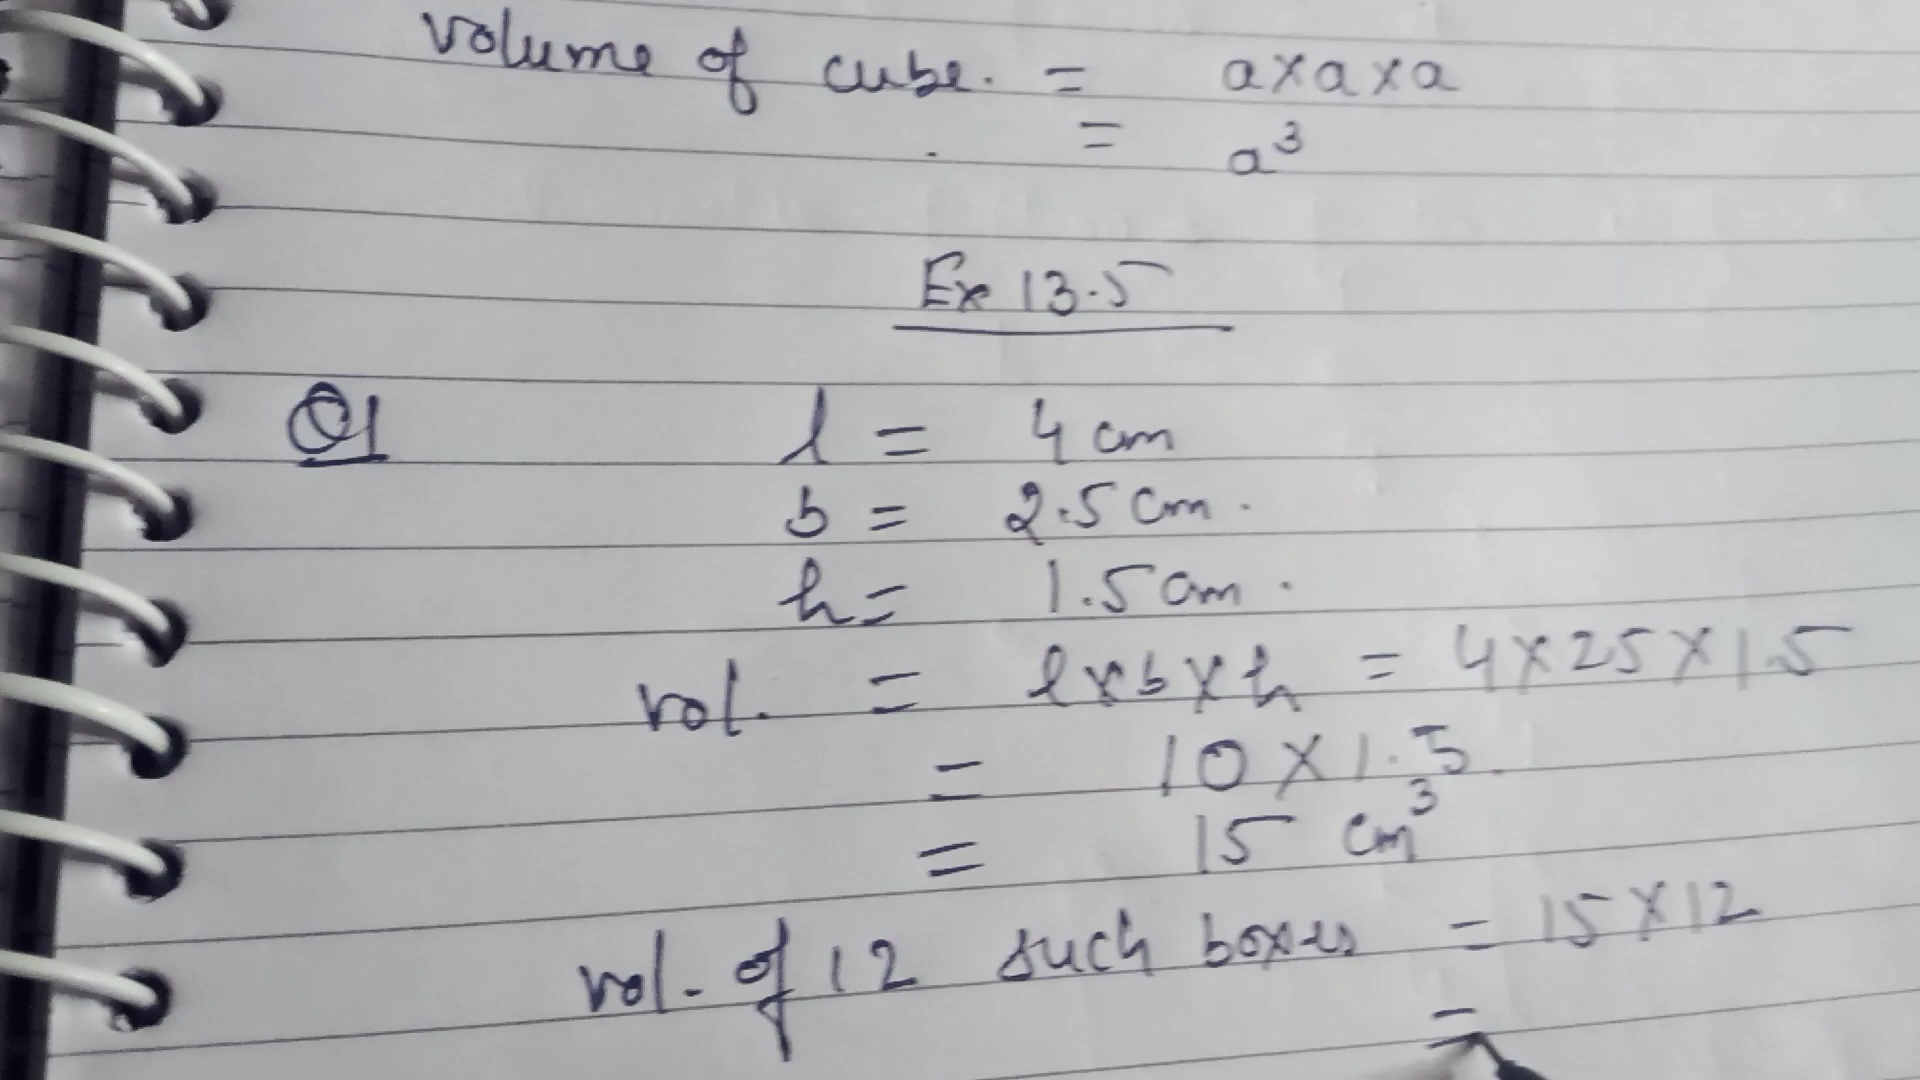 Volume of cube. = a×a×a
= a³
Ex 13.5
Q1 l = 4 cm
b = 2.5 cm.
h = 1.5 cm.
vol. = l×b×h = 4×25×1.5
= 10×1.5.
= 15 cm³
vol. of 12 such boxes = 15×12
=